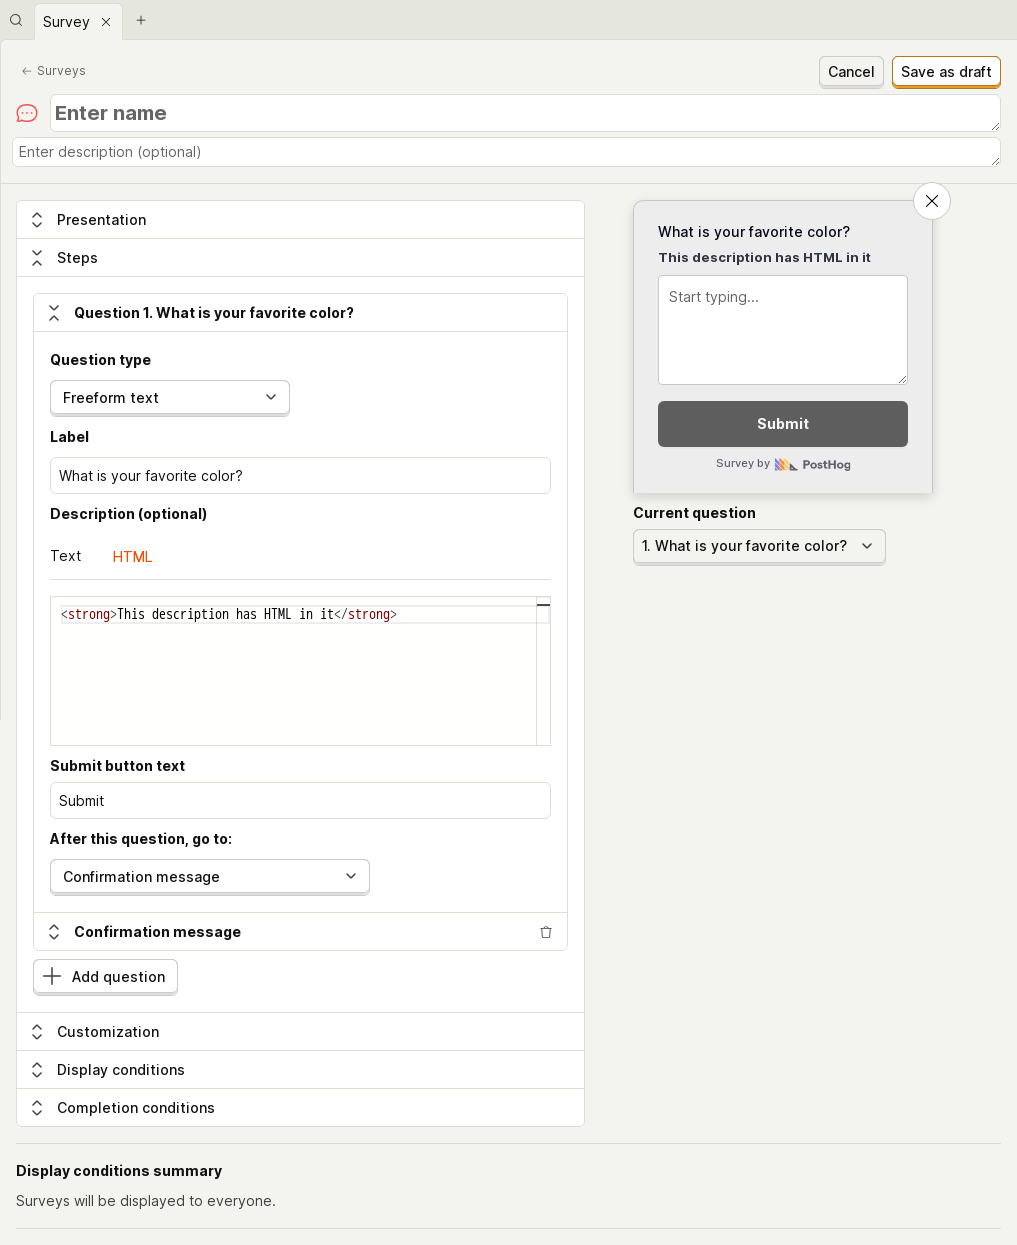 Survey
Surveys
Cancel
Save as draft
Enter name
Enter description (optional)
Presentation
Steps
Question 1. What is your favorite color?
Question type
Freeform text
Label
What is your favorite color?
Description (optional)
Text
HTML
<strong>This description has HTML in it</strong>
Submit button text
Submit
After this question, go to:
Confirmation message
Confirmation message
Add question
Customization
Display conditions
Completion conditions
What is your favorite color?
This description has HTML in it
Start typing...
Submit
Survey by PostHog
Current question
1. What is your favorite color?
Display conditions summary
Surveys will be displayed to everyone.